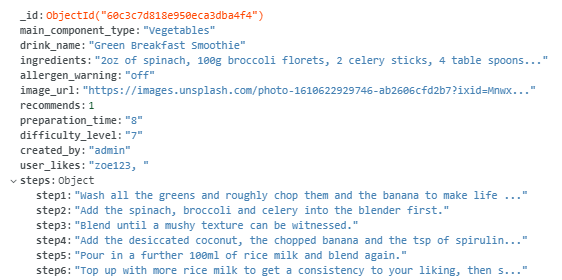 _id: ObjectId("60c3c7d818e950eca3dba4f4")
main_component_type: "Vegetables"
drink_name: "Green Breakfast Smoothie"
ingredients: "2oz of spinach, 100g broccoli florets, 2 celery sticks, 4 table spoons..."
allergen_warning: "off"
image_url: "https://images.unsplash.com/photo-1610622929746-ab2606cfd2b7?ixid=Mnwx..."
recommends: 1
preparation_time: "8"
difficulty_level: "7"
created_by: "admin"
user_likes: "zoe123, "
steps: Object
step1: "Wash all the greens and roughly chop them and the banana to make life ..."
step2: "Add the spinach, broccoli and celery into the blender first."
step3: "Blend until a mushy texture can be witnessed."
step4: "Add the desiccated coconut, the chopped banana and the tsp of spirulin..."
step5: "Pour in a further 100ml of rice milk and blend again."
step6: "Top up with more rice milk to get a consistency to your liking, then s..."